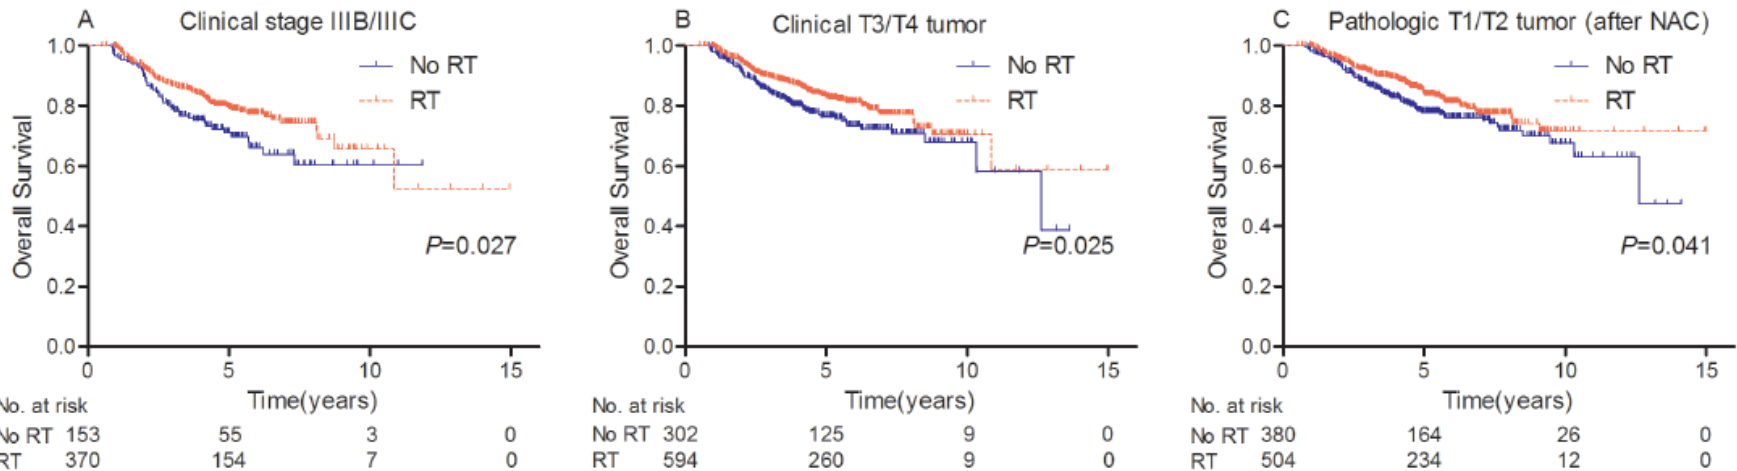 A Clinical stage IIIB/IIIC
1.0
0.8
0.6
0.4
0.2
0.0
Overall Survival
No RT
RT
P=0.027
0 5 10 15
Time(years)
No. at risk
No RT 153 55 3 0
RT 370 154 7 0
B Clinical T3/T4 tumor
1.0
0.8
0.6
0.4
0.2
0.0
Overall Survival
No RT
RT
P=0.025
0 5 10 15
Time(years)
No. at risk
No RT 302 125 9 0
RT 594 260 9 0
C Pathologic T1/T2 tumor (after NAC)
1.0
0.8
0.6
0.4
0.2
0.0
Overall Survival
No RT
RT
P=0.041
0 5 10 15
Time(years)
No. at risk
No RT 380 164 26 0
RT 504 234 12 0